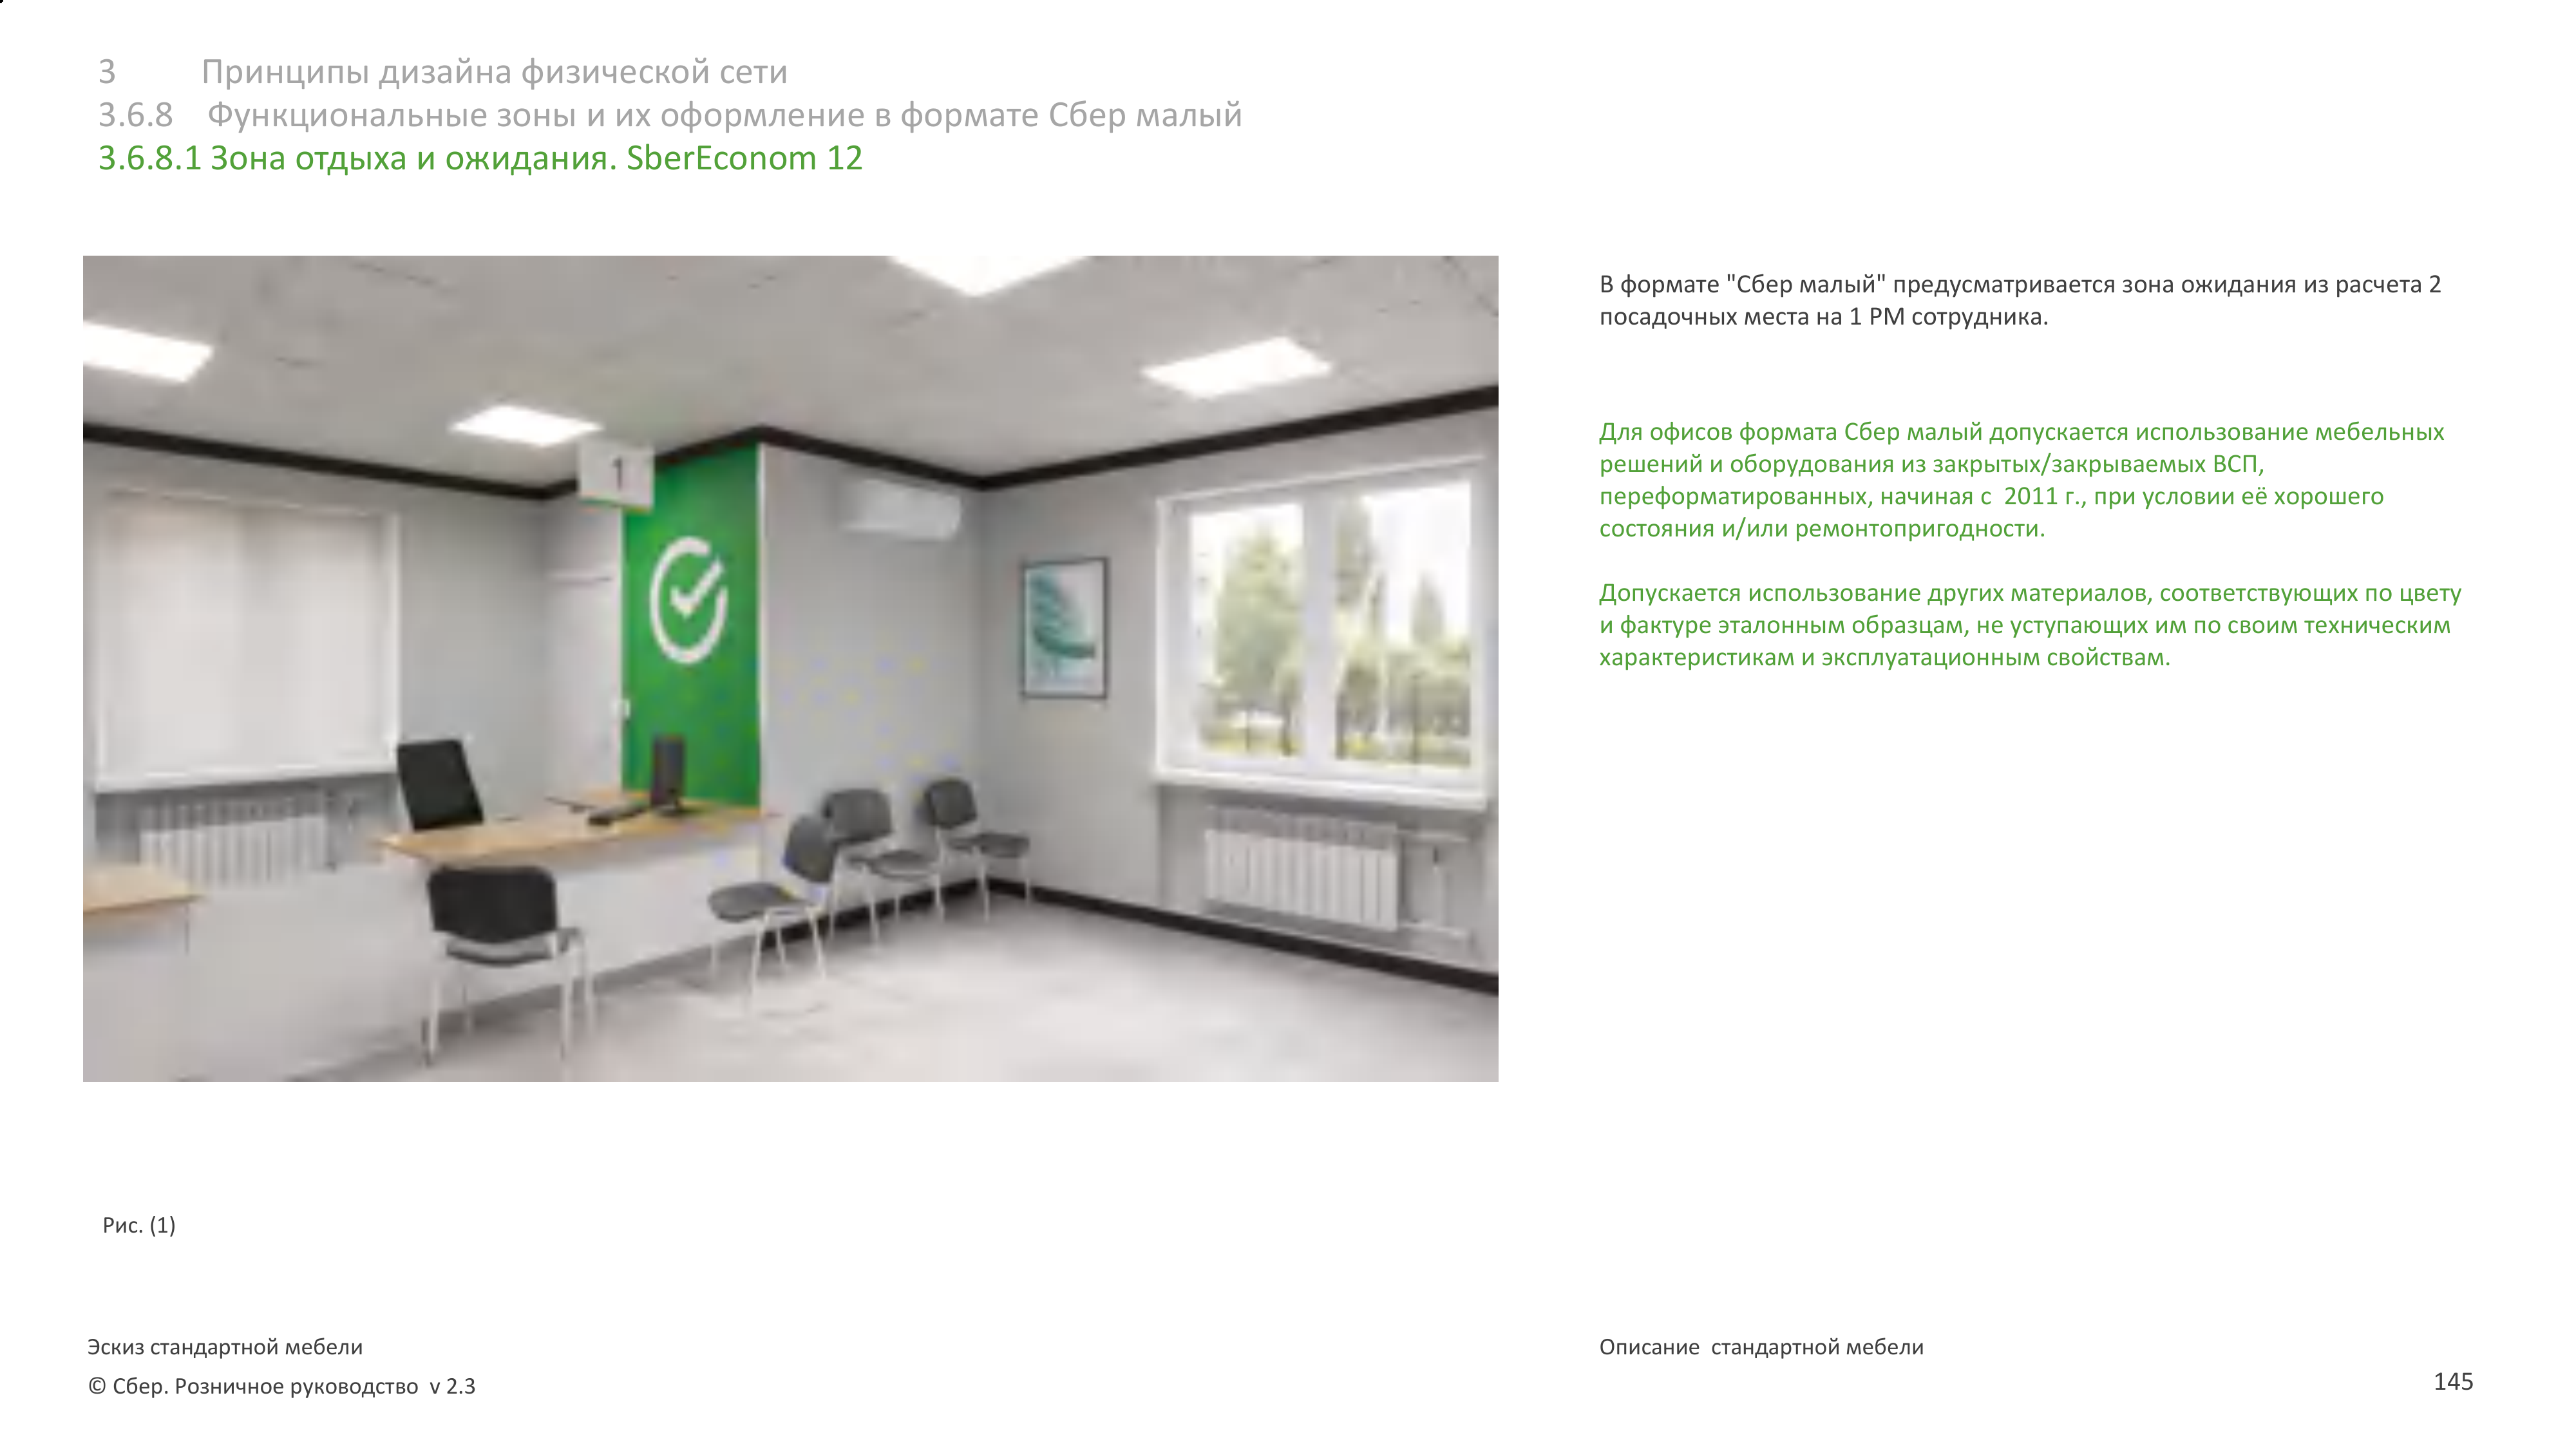 3 Принципы дизайна физической сети
3.6.8 Функциональные зоны и их оформление в формате Сбер малый
3.6.8.1 Зона отдыха и ожидания. SberEconom 12
1
В формате "Сбер малый" предусматривается зона ожидания из расчета 2
посадочных места на 1 РМ сотрудника.
Для офисов формата Сбер малый допускается использование мебельных
решений и оборудования из закрытых/закрываемых ВСП,
переформатированных, начиная с 2011 г., при условии её хорошего
состояния и/или ремонтопригодности.
Допускается использование других материалов, соответствующих по цвету
и фактуре эталонным образцам, не уступающих им по своим техническим
характеристикам и эксплуатационным свойствам.
Рис. (1)
Эскиз стандартной мебели
Описание стандартной мебели
© Сбер. Розничное руководство v 2.3
145